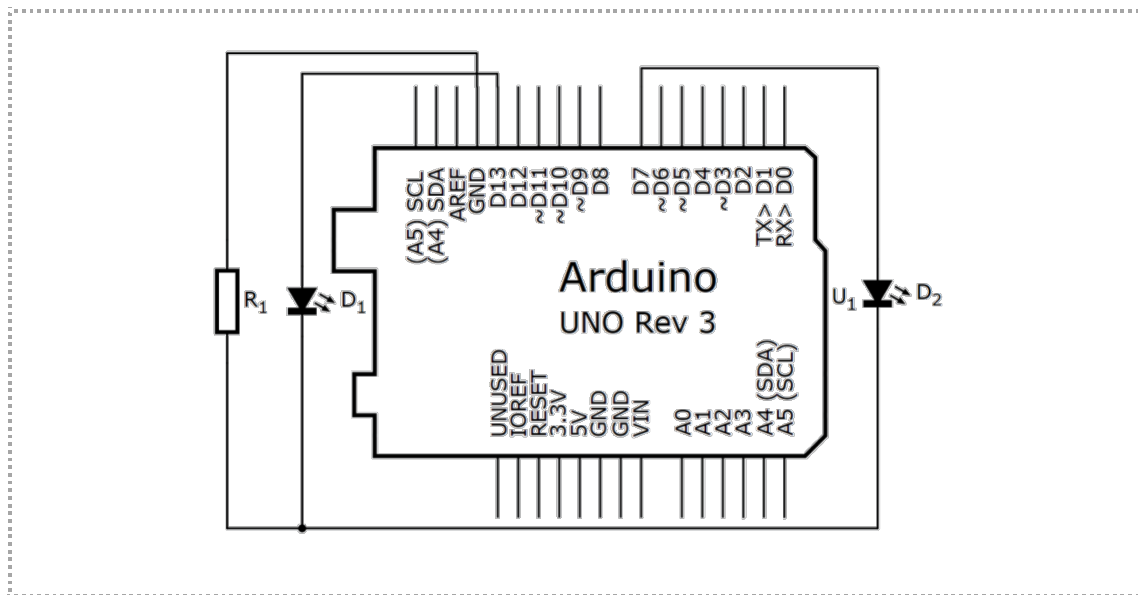 (A5) SCL
(A4) SDA
AREF
GND
D13
D12
~D11
~D10
~D9
D8
D7
~D6
~D5
D4
~D3
D2
TX> D1
RX> D0
Arduino
UNO Rev 3
R1
D1
U1
D2
UNUSED
IOREF
RESET
3.3V
5V
GND
GND
VIN
A0
A1
A2
A3
A4 (SDA)
A5 (SCL)